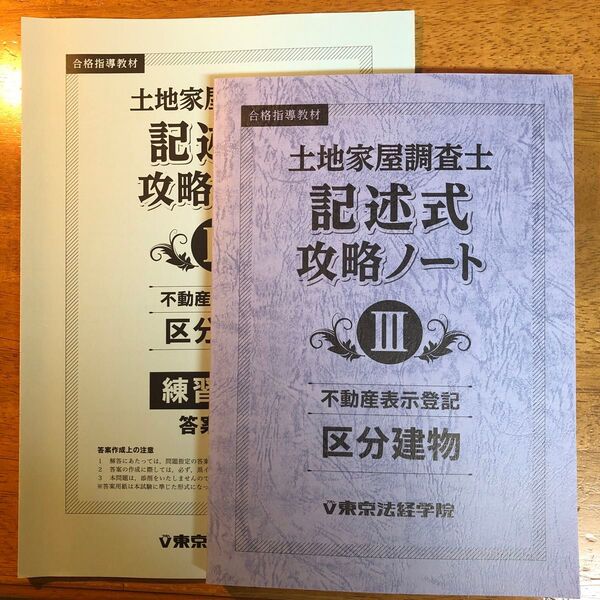 合格指導教材
土地家屋
記述
攻略
不動産表
区分
練習
答案
答案作成上の注意
1 解答にあたっては、問題指定の答案
2 答案の作成に際しては、必ず、黒イ
3 本問題は、添削をいたしませんので
※答案用紙は本試験に準じた形式になっ
V東京
合格指導教材
土地家屋調査士
記述式
攻略ノート
III
不動産表示登記
区分建物
V東京法経学院